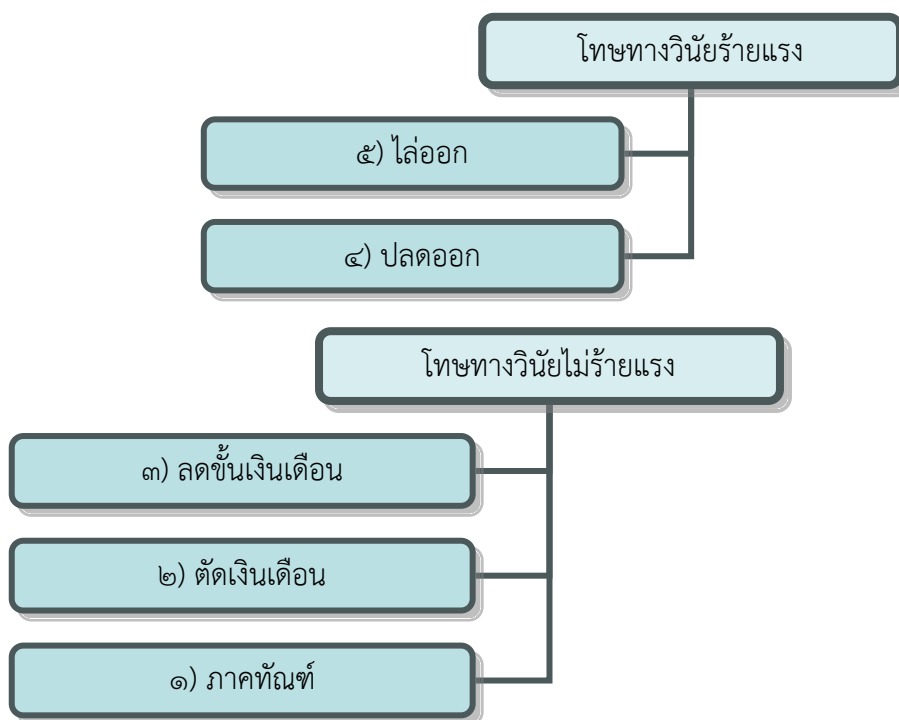 โทษทางวินัยร้ายแรง
๕) ไล่ออก
๔) ปลดออก
โทษทางวินัยไม่ร้ายแรง
๓) ลดขั้นเงินเดือน
๒) ตัดเงินเดือน
๑) ภาคทัณฑ์